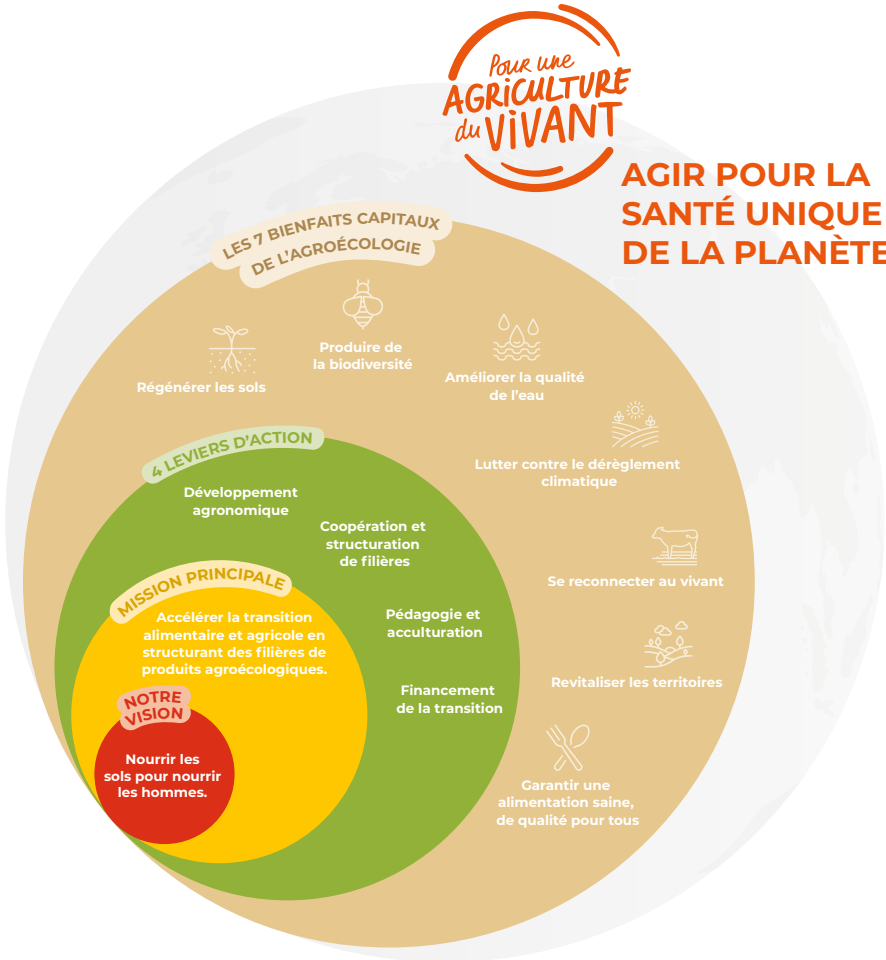 Pour une
AGRiCULTURE
du ViVANT
AGIR POUR LA
SANTÉ UNIQUE
DE LA PLANÈTE
LES 7 BIENFAITS CAPITAUX
DE L'AGROÉCOLOGIE
Régénérer les sols
Produire de
la biodiversité
Améliorer la qualité
de l'eau
Lutter contre le dérèglement
climatique
Se reconnecter au vivant
Revitaliser les territoires
Garantir une
alimentation saine,
de qualité pour tous
4 LEVIERS D'ACTION
Développement
agronomique
Coopération et
structuration
de filières
Pédagogie et
acculturation
Financement
de la transition
MISSION PRINCIPALE
Accélérer la transition
alimentaire et agricole en
structurant des filières de
produits agroécologiques.
NOTRE
VISION
Nourrir les
sols pour nourrir
les hommes.